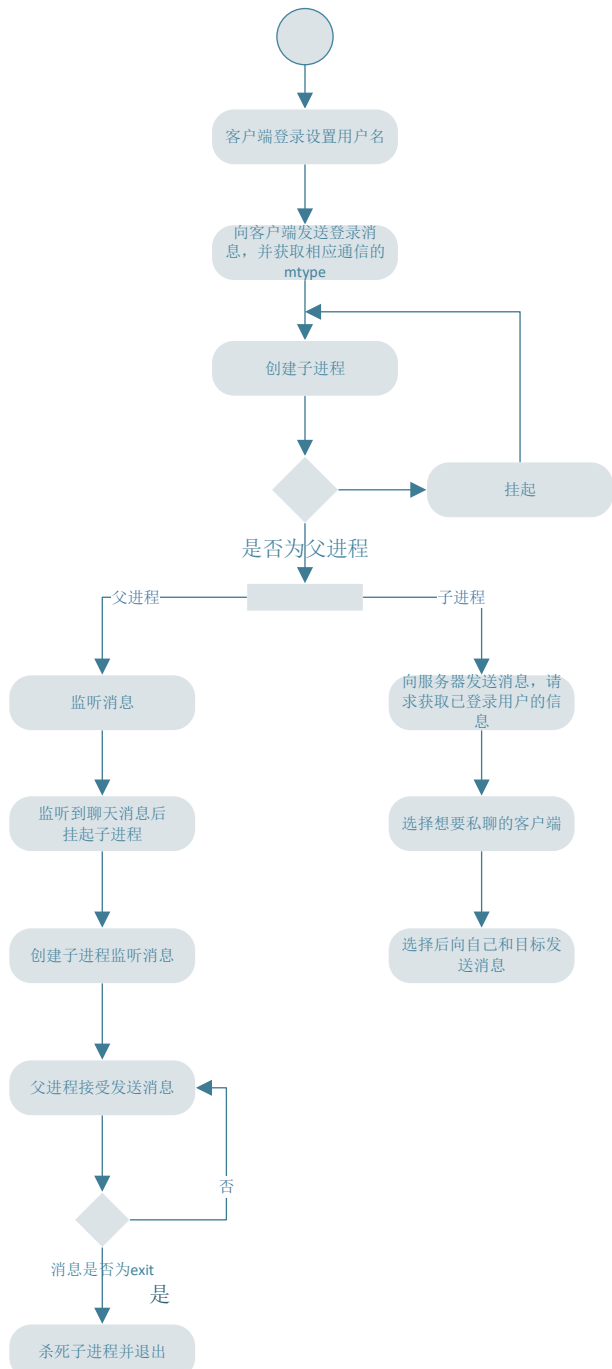 客户端登录设置用户名
向客户端发送登录消
息，并获取相应通信的
mtype
创建子进程
挂起
是否为父进程
父进程
子进程
监听消息
向服务器发送消息，请
求获取已登录用户的信
息
监听到聊天消息后
挂起子进程
选择想要私聊的客户端
创建子进程监听消息
选择后向自己和目标发
送消息
父进程接受发送消息
否
消息是否为exit
是
杀死子进程并退出